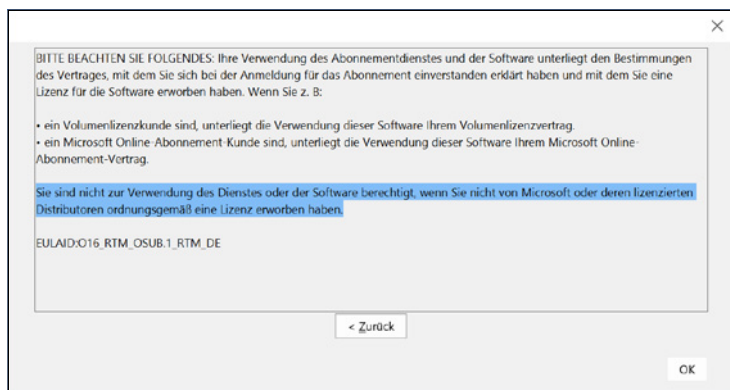 BITTE BEACHTEN SIE FOLGENDES: Ihre Verwendung des Abonnementdienstes und der Software unterliegt den Bestimmungen
des Vertrages, mit dem Sie sich bei der Anmeldung für das Abonnement einverstanden erklärt haben und mit dem Sie eine
Lizenz für die Software erworben haben. Wenn Sie z. B:
• ein Volumenlizenzkunde sind, unterliegt die Verwendung dieser Software Ihrem Volumenlizenzvertrag.
• ein Microsoft Online-Abonnement-Kunde sind, unterliegt die Verwendung dieser Software Ihrem Microsoft Online-
Abonnement-Vertrag.
Sie sind nicht zur Verwendung des Dienstes oder der Software berechtigt, wenn Sie nicht von Microsoft oder deren lizenzierten
Distributoren ordnungsgemäß eine Lizenz erworben haben.
EULAID:O16_RTM_OSUB.1_RTM_DE
< Zurück
OK